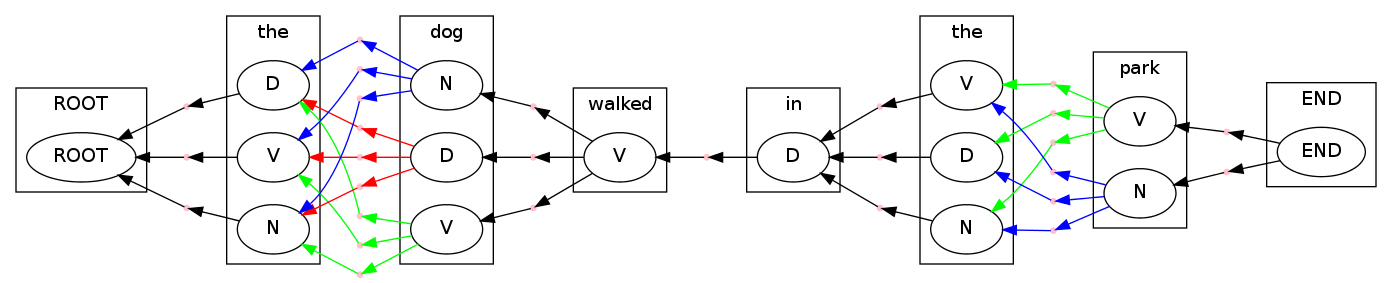 ROOT
ROOT
the
D
V
N
dog
N
D
V
walked
V
in
D
the
V
D
N
park
V
N
END
END